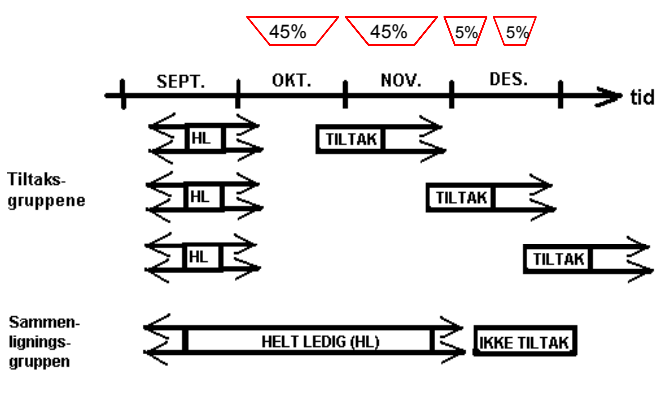 45% 45% 5% 5%
SEPT. OKT. NOV. DES.
tid
HL TILTAK
Tiltaks-
gruppene
HL TILTAK
HL TILTAK
Sammen-
lignings-
gruppen
HELT LEDIG (HL) IKKE TILTAK